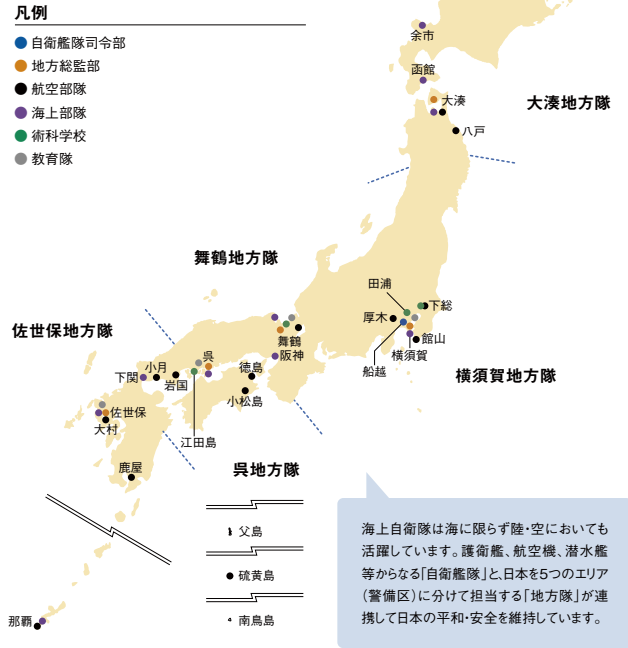 凡例
自衛艦隊司令部
地方総監部
航空部隊
海上部隊
術科学校
教育隊
余市
函館
大湊
八戸
大湊地方隊
舞鶴地方隊
田浦
下総
厚木
館山
横須賀
船越
横須賀地方隊
舞鶴
阪神
佐世保地方隊
呉
徳島
小月
下関
岩国
小松島
佐世保
大村
江田島
鹿屋
呉地方隊
父島
硫黄島
南鳥島
那覇
海上自衛隊は海に限らず陸・空においても
活躍しています。護衛艦、航空機、潜水艦
等からなる「自衛艦隊」と、日本を5つのエリア
（警備区）に分けて担当する「地方隊」が連
携して日本の平和・安全を維持しています。